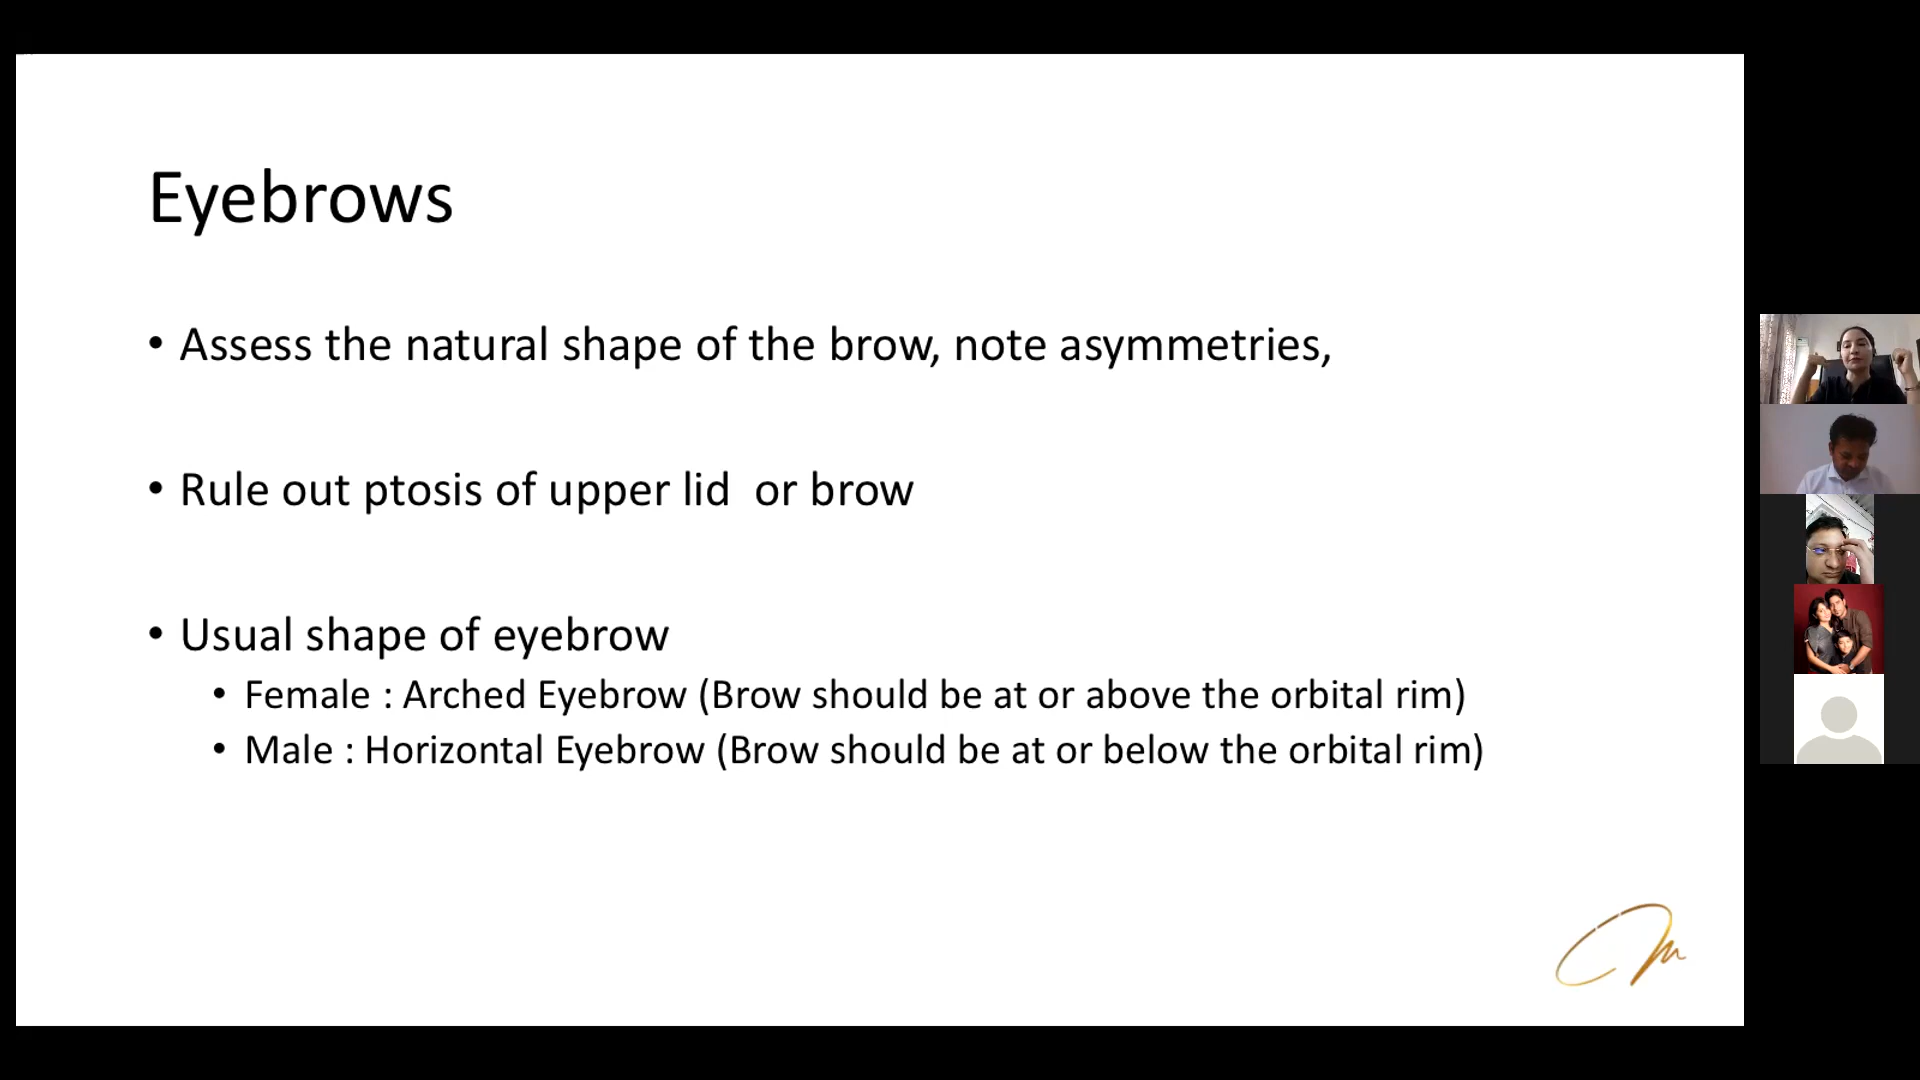 Eyebrows
• Assess the natural shape of the brow, note asymmetries,
• Rule out ptosis of upper lid  or brow
• Usual shape of eyebrow
• Female : Arched Eyebrow (Brow should be at or above the orbital rim)
• Male : Horizontal Eyebrow (Brow should be at or below the orbital rim)